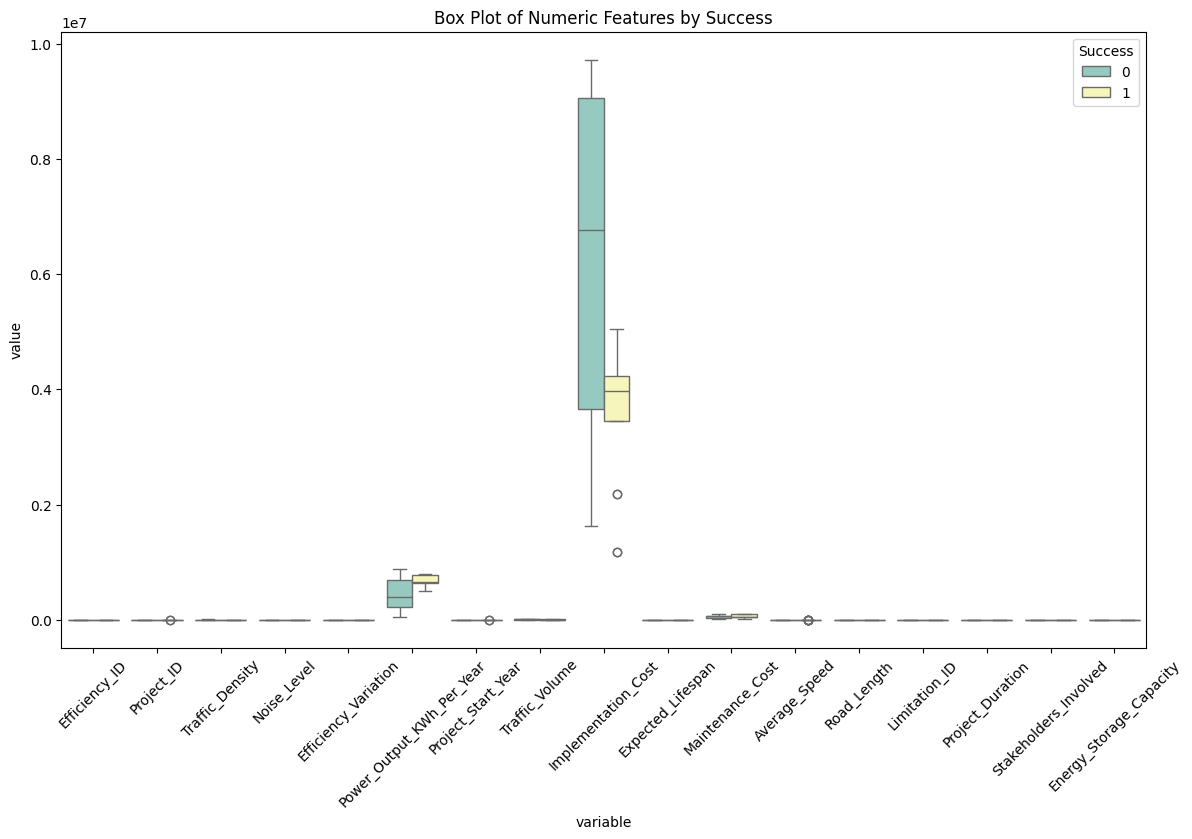 Box Plot of Numeric Features by Success
1e7
1.0
0.8
0.6
0.4
0.2
0.0
value
Success
0
1
Efficiency_ID
Project_ID
Traffic_Density
Noise_Level
Efficiency_Variation
Power_Output_KWh_Per_Year
Project_Start_Year
Traffic_Volume
Implementation_Cost
Expected_Lifespan
Maintenance_Cost
Average_Speed
Road_Length
Limitation_ID
Project_Duration
Stakeholders_Involved
Energy_Storage_Capacity
variable